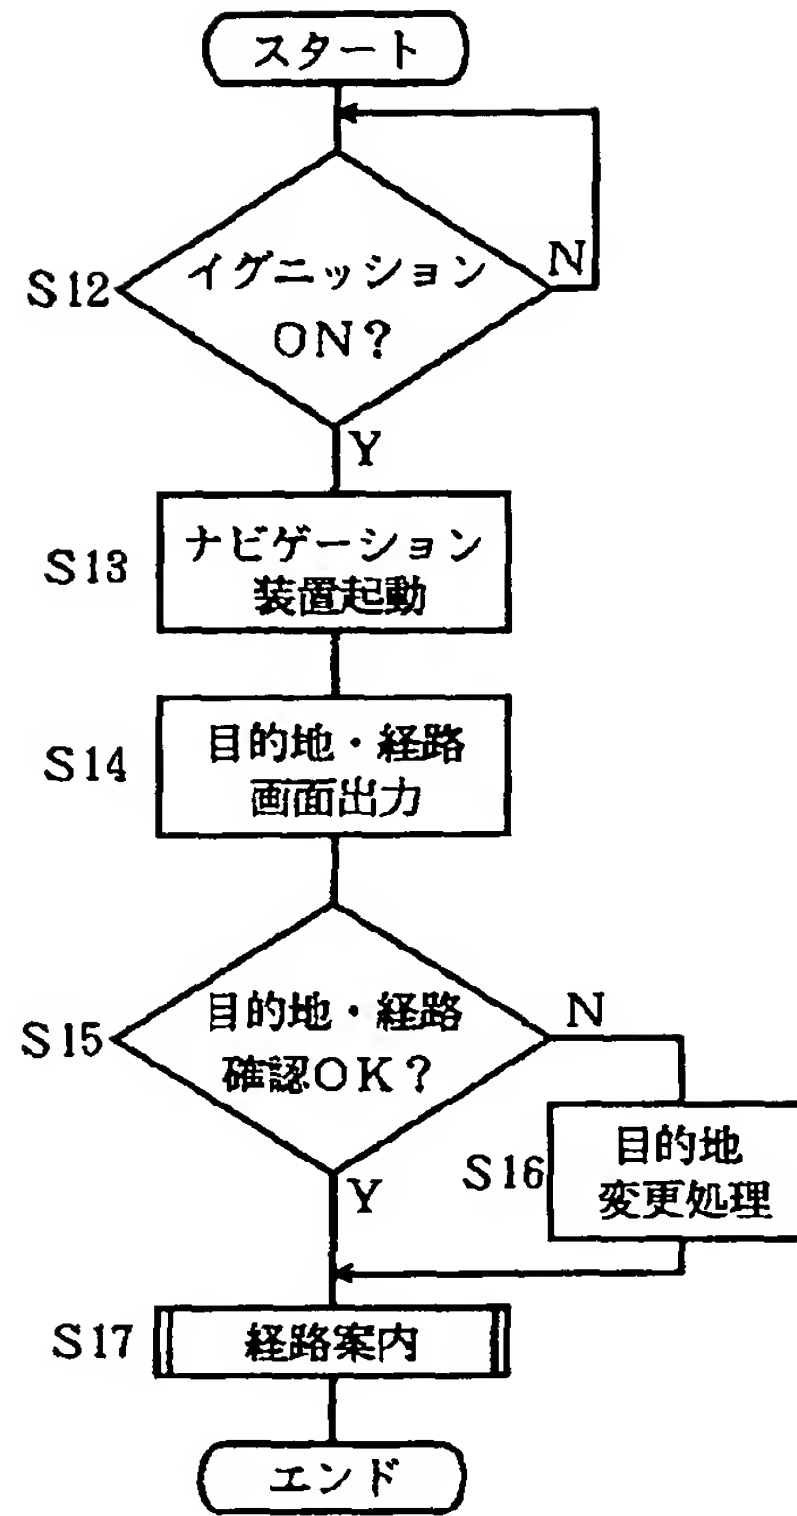 スタート
S12
イグニッション
ON?
N
Y
S13
ナビゲーション
装置起動
S14
目的地・経路
画面出力
S15
目的地・経路
確認OK?
N
S16
目的地
変更処理
Y
S17
経路案内
エンド